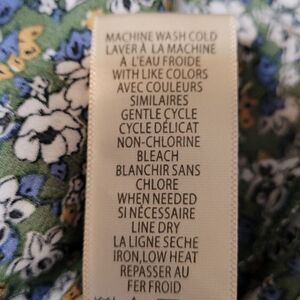 MACHINE WASH COLD
LAVER À LA MACHINE
À L'EAU FROIDE
WITH LIKE COLORS
AVEC COULEURS
SIMILAIRES
GENTLE CYCLE
CYCLE DÉLICAT
NON-CHLORINE
BLEACH
BLANCHIR SANS
CHLORE
WHEN NEEDED
SI NÉCESSAIRE
LINE DRY
LA LIGNE SECHE
IRON,LOW HEAT
REPASSER AU
FER FROID